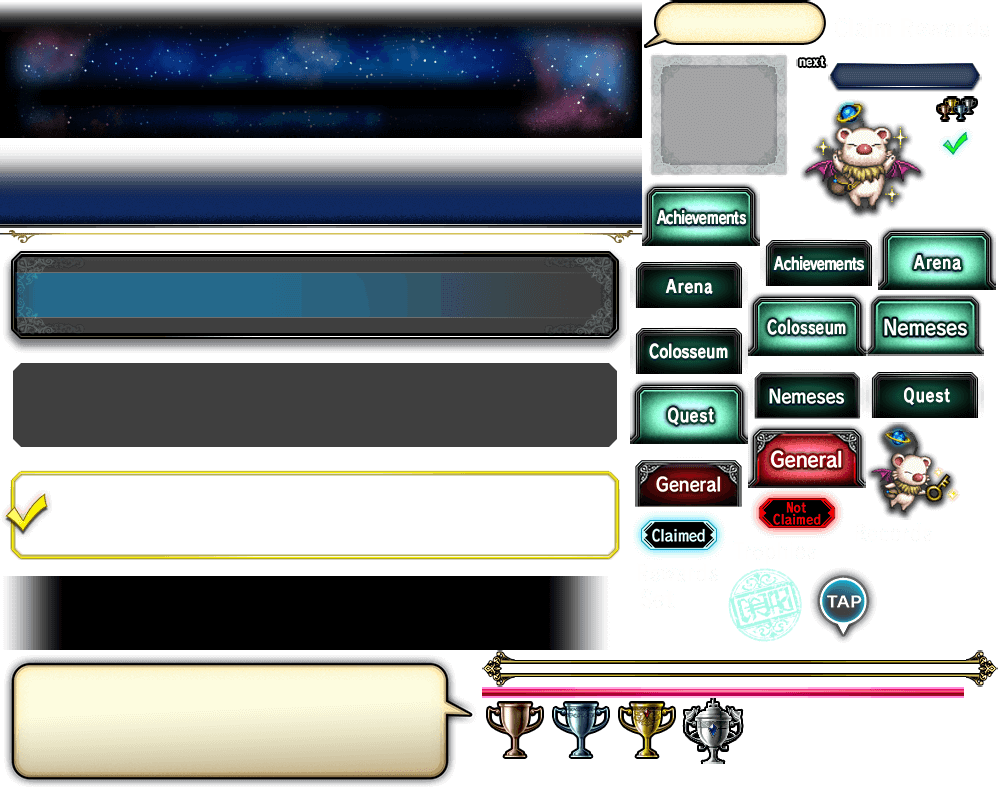 next
Achievements
Achievements
Arena
Arena
Colosseum
Nemeses
Colosseum
Nemeses
Quest
Quest
General
General
Not
Claimed
Claimed
TAP